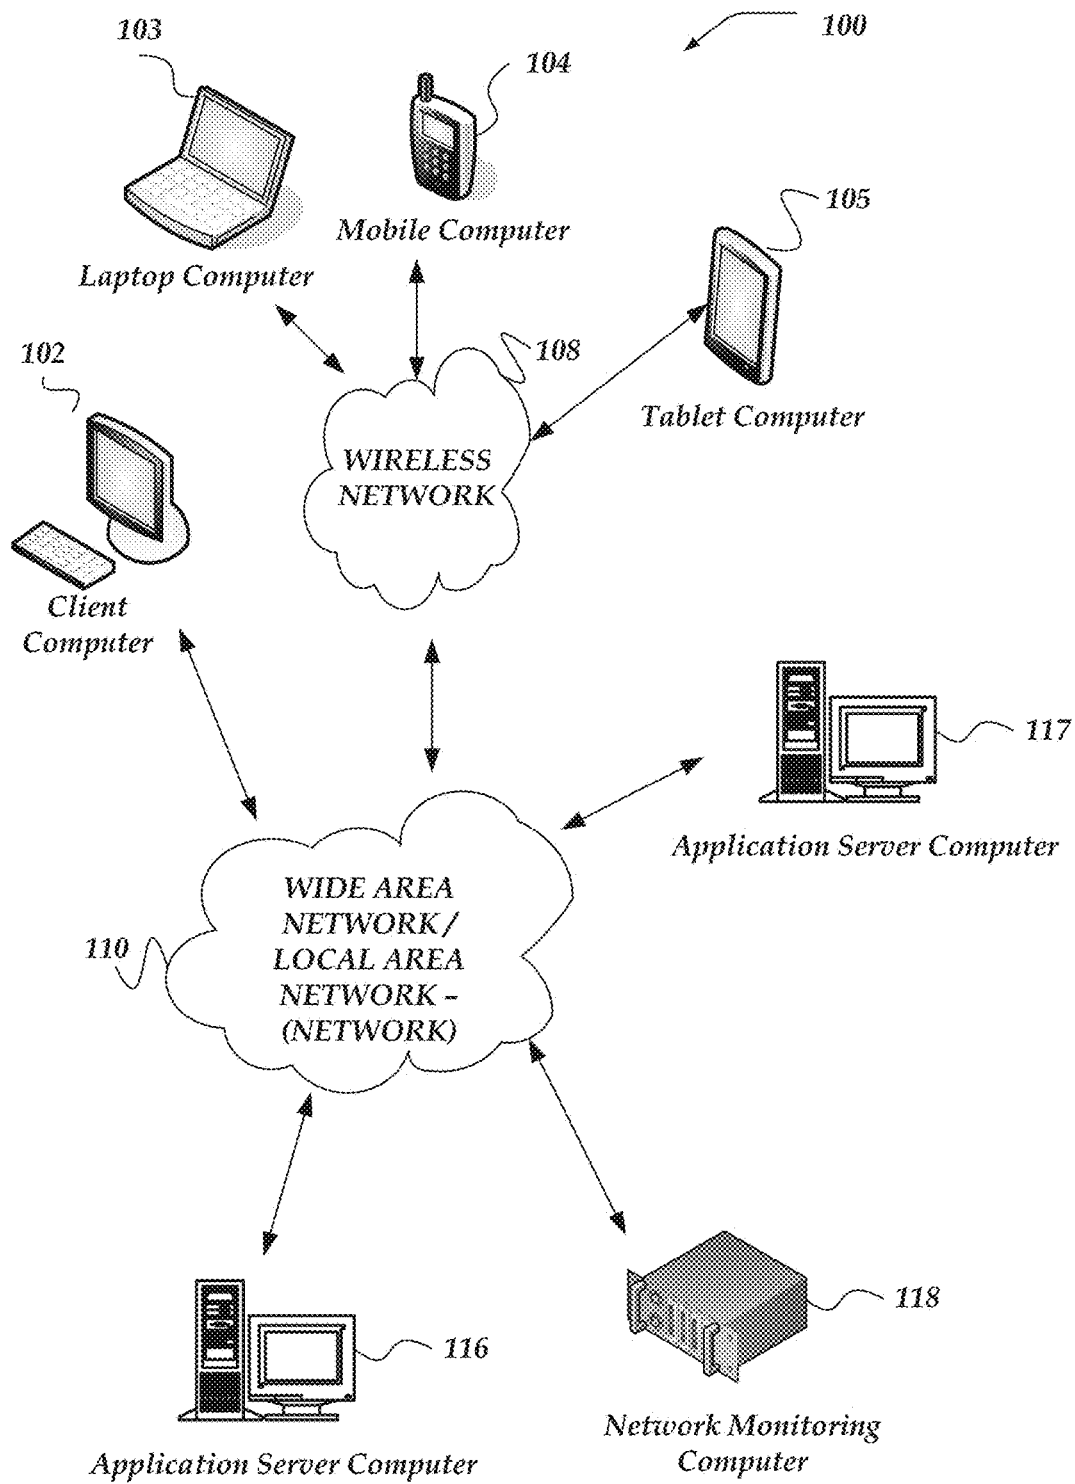 100
103
104
Mobile Computer
105
Laptop Computer
102
108
Tablet Computer
WIRELESS
NETWORK
Client
Computer
117
Application Server Computer
WIDE AREA
NETWORK /
LOCAL AREA
NETWORK –
(NETWORK)
110
118
116
Network Monitoring
Computer
Application Server Computer